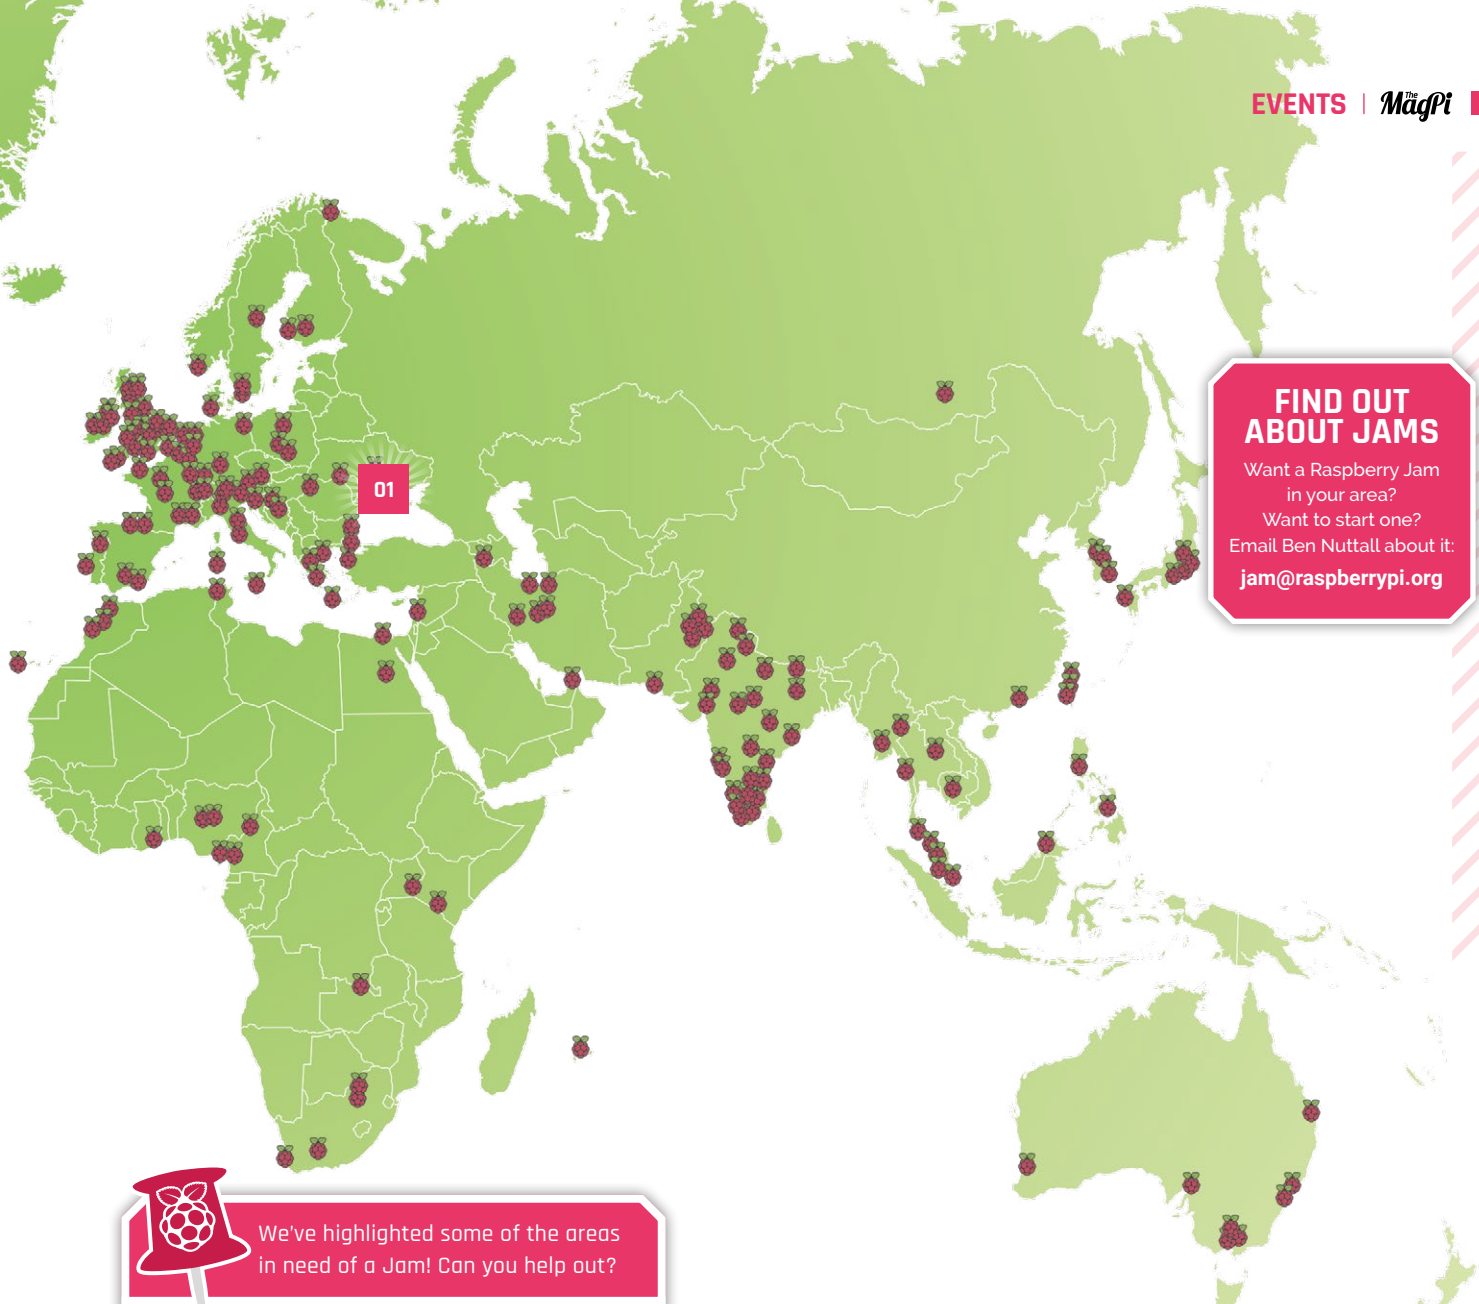 EVENTS
The MagPi
FIND OUT
ABOUT JAMS
Want a Raspberry Jam
in your area?
Want to start one?
Email Ben Nuttall about it:
jam@raspberrypi.org
01
We've highlighted some of the areas
in need of a Jam! Can you help out?